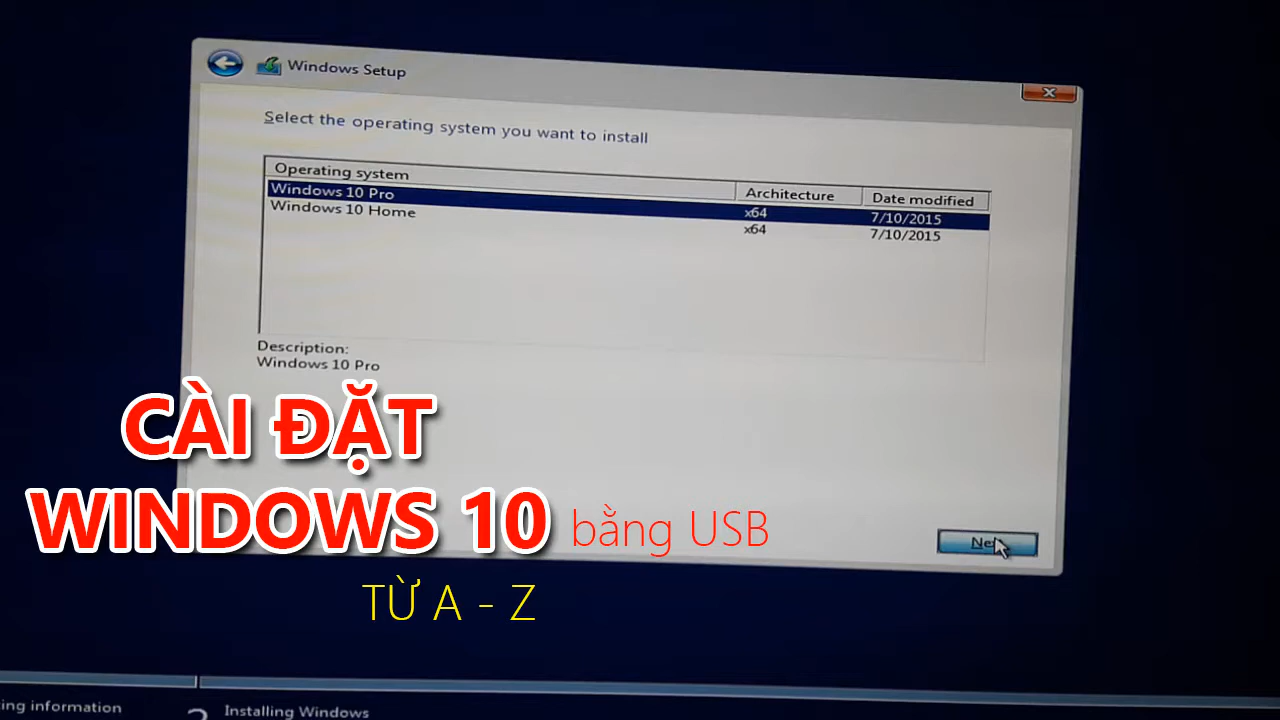 Windows Setup
Select the operating system you want to install
Operating system Architecture Date modified
Windows 10 Pro x64 7/10/2015
Windows 10 Home x64 7/10/2015
Description:
Windows 10 Pro
CÀI ĐẶT
WINDOWS 10 bằng USB
TỪ A - Z
information
Installing Windows